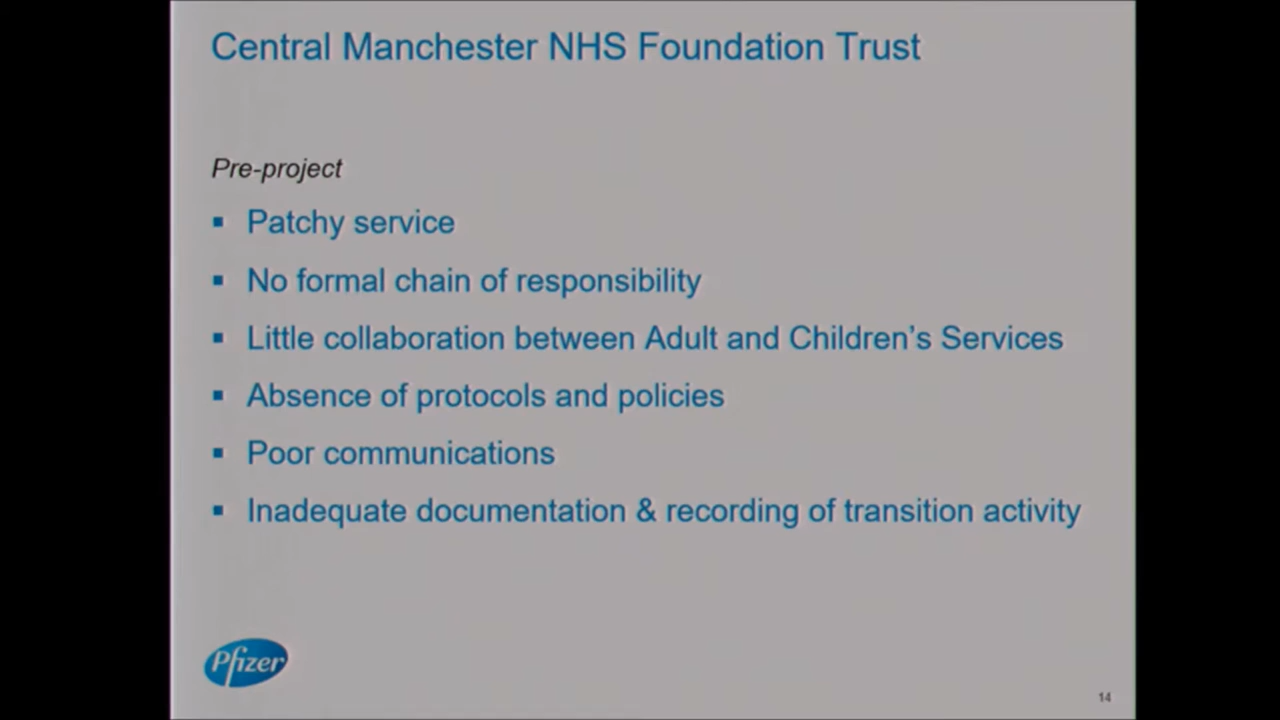 Central Manchester NHS Foundation Trust
Pre-project
▪ Patchy service
▪ No formal chain of responsibility
▪ Little collaboration between Adult and Children’s Services
▪ Absence of protocols and policies
▪ Poor communications
▪ Inadequate documentation & recording of transition activity
Pfizer
14